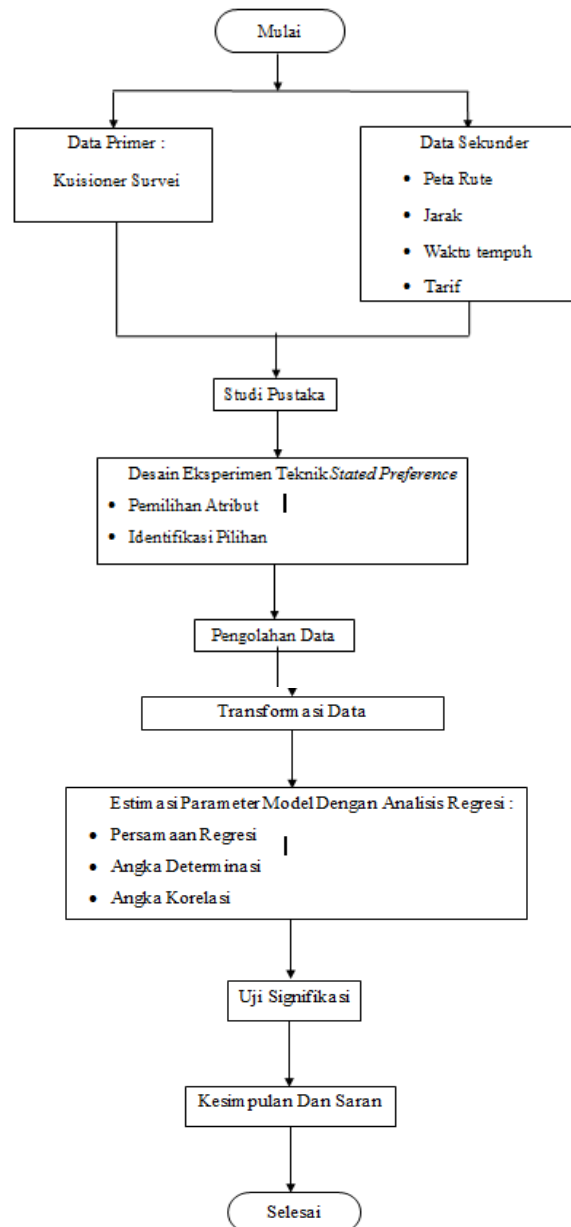 Mulai
Data Primer :
Kuisioner Survei
Data Sekunder
• Peta Rute
• Jarak
• Waktu tempuh
• Tarif
Studi Pustaka
Desain Eksperimen Teknik Stated Preference
• Pemilihan Atribut
• Identifikasi Pilihan
Pengolahan Data
Transformasi Data
Estimasi Parameter Model Dengan Analisis Regresi :
• Persamaan Regresi
• Angka Determinasi
• Angka Korelasi
Uji Signifikasi
Kesimpulan Dan Saran
Selesai